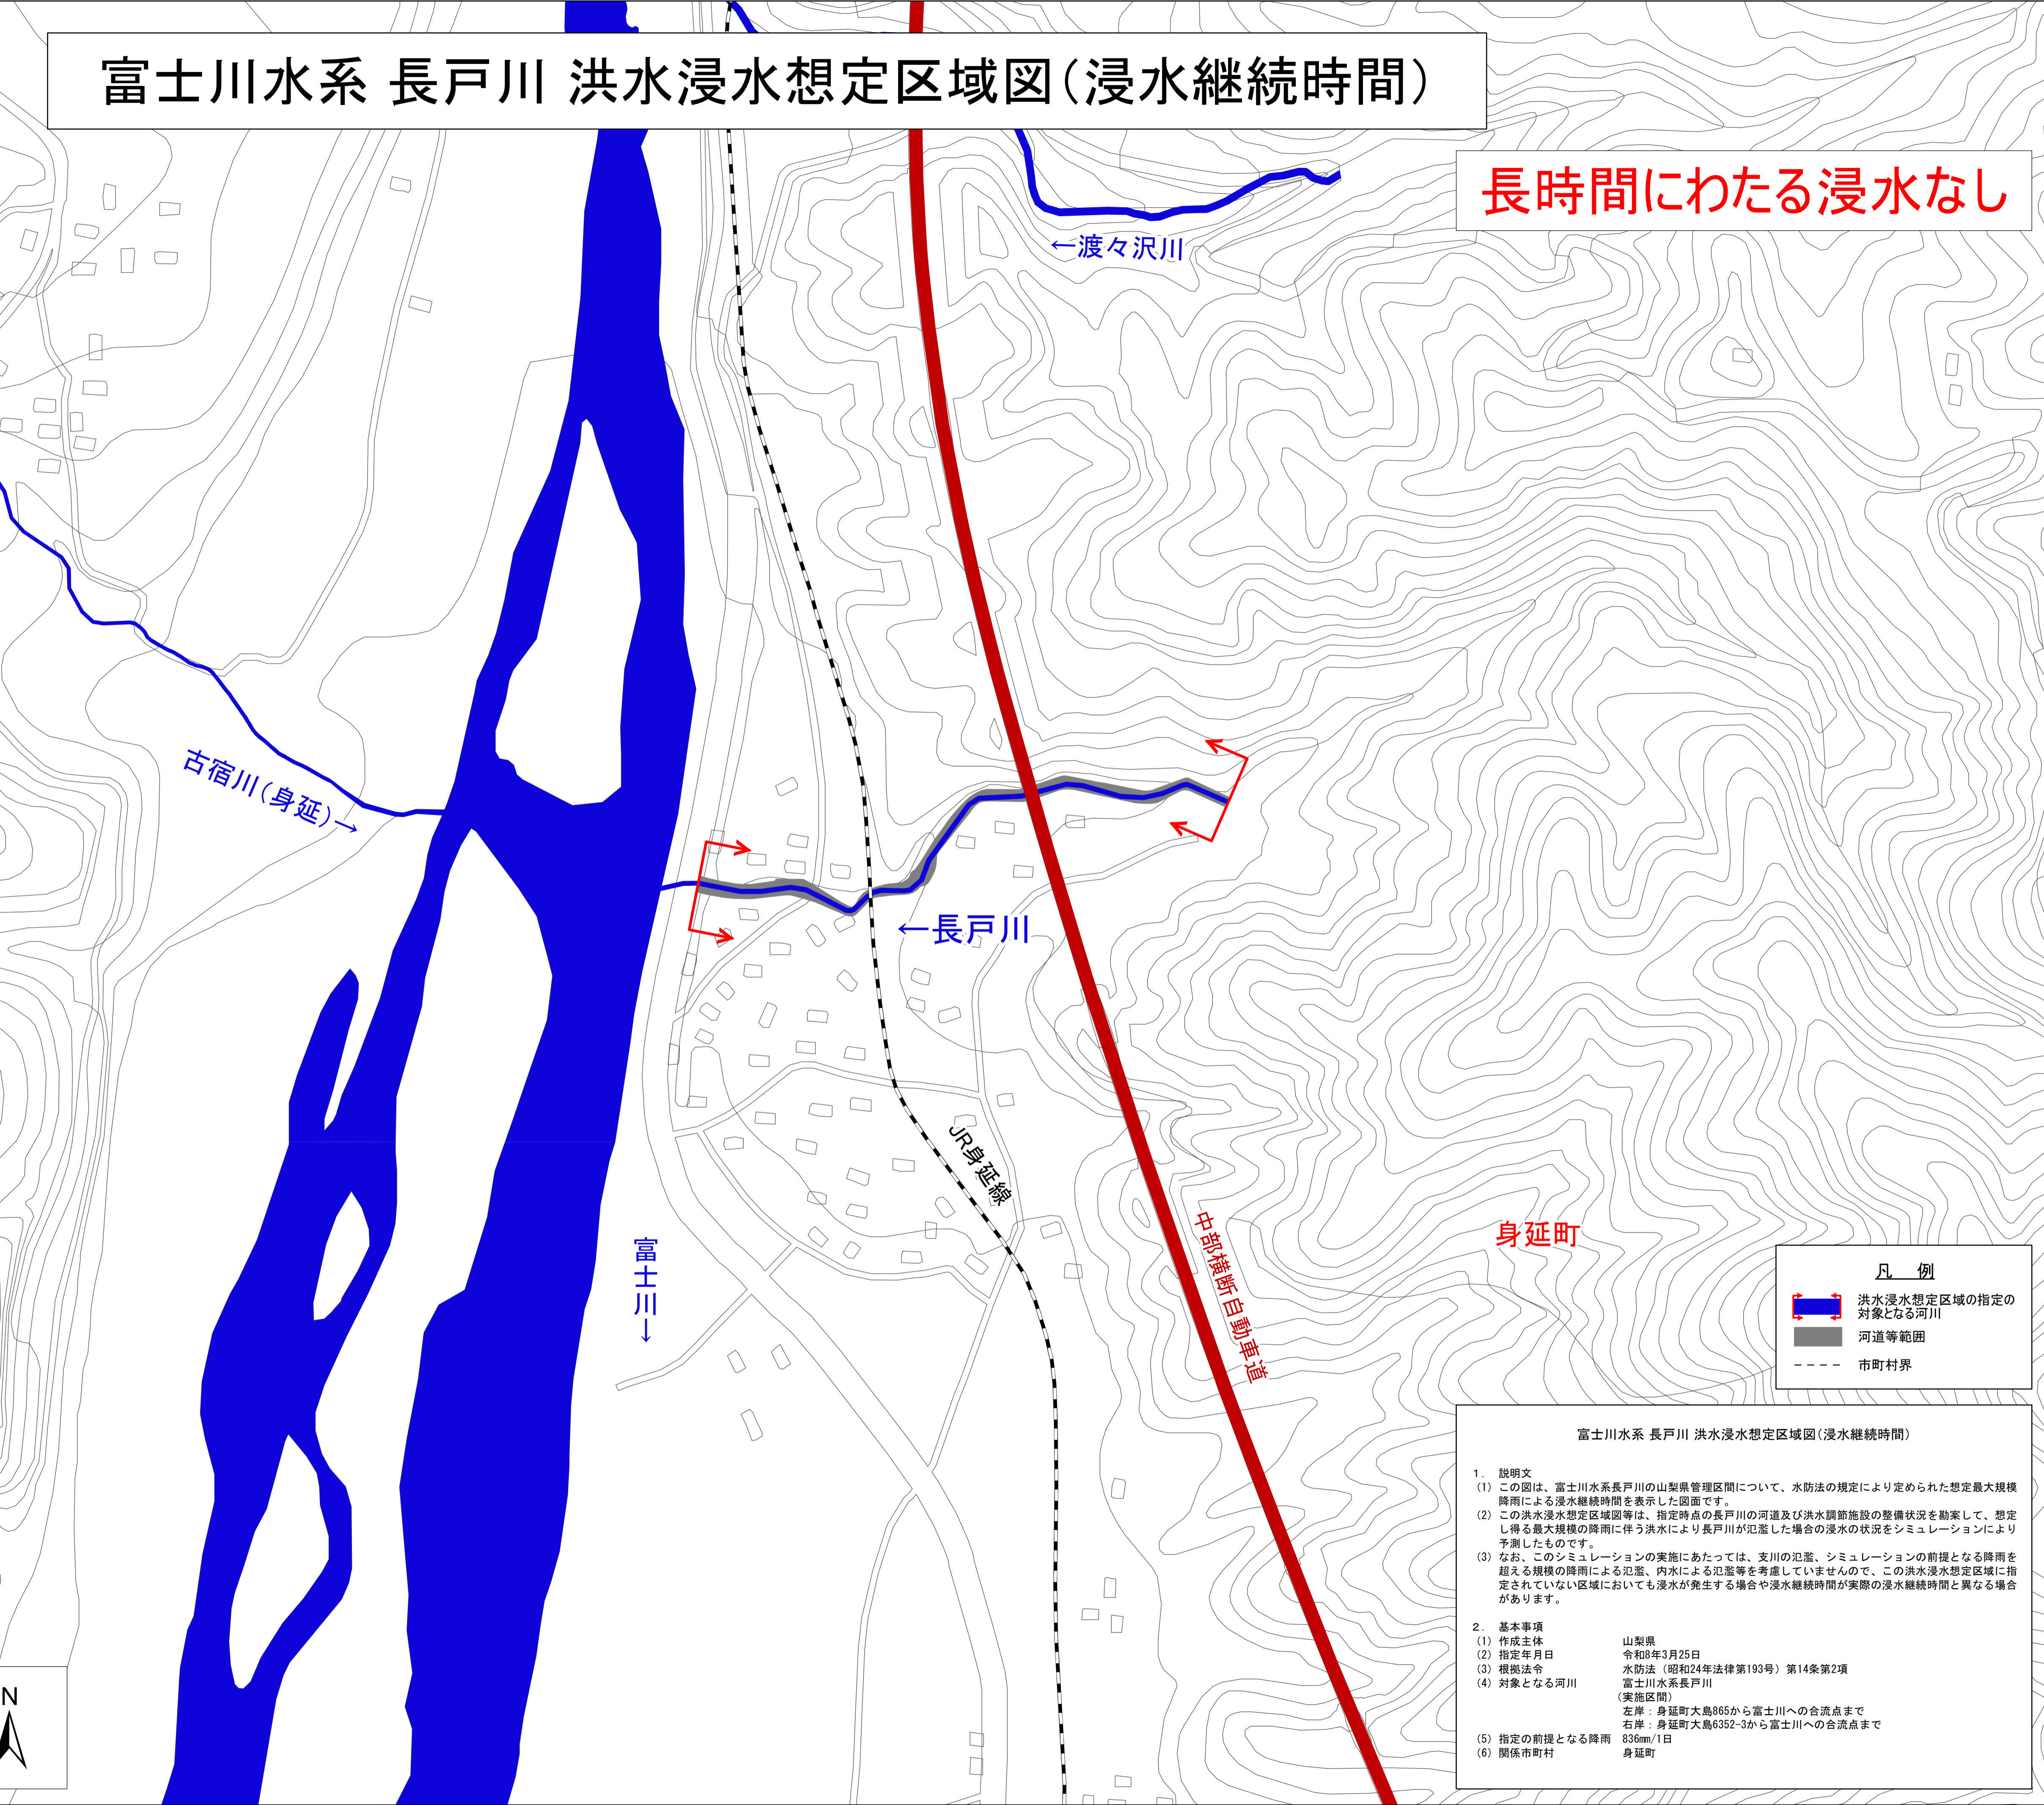 富士川水系 長戸川 洪水浸水想定区域図（浸水継続時間）
長時間にわたる浸水なし
←渡々沢川
古宿川（身延）→
←長戸川
JR身延線
富士川→
中部横断自動車道
身延町
凡　例
洪水浸水想定区域の指定の
対象となる河川
河道等範囲
市町村界
富士川水系 長戸川 洪水浸水想定区域図（浸水継続時間）
1． 説明文
（1）この図は、富士川水系長戸川の山梨県管理区間について、水防法の規定により定められた想定最大規模
降雨による浸水継続時間を表示した図面です。
（2）この洪水浸水想定区域図等は、指定時点の長戸川の河道及び洪水調節施設の整備状況を勘案して、想定
し得る最大規模の降雨に伴う洪水により長戸川が氾濫した場合の浸水の状況をシミュレーションにより
予測したものです。
（3）なお、このシミュレーションの実施にあたっては、支川の氾濫、シミュレーションの前提となる降雨を
超える規模の降雨による氾濫、内水による氾濫等を考慮していませんので、この洪水浸水想定区域に指
定されていない区域においても浸水が発生する場合や浸水継続時間が実際の浸水継続時間と異なる場合
があります。
2． 基本事項
（1）作成主体 山梨県
（2）指定年月日 令和8年3月25日
（3）根拠法令 水防法（昭和24年法律第193号）第14条第2項
（4）対象となる河川 富士川水系長戸川
（実施区間）
左岸：身延町大島865から富士川への合流点まで
右岸：身延町大島6352-3から富士川への合流点まで
（5）指定の前提となる降雨 836mm/1日
（6）関係市町村 身延町
N